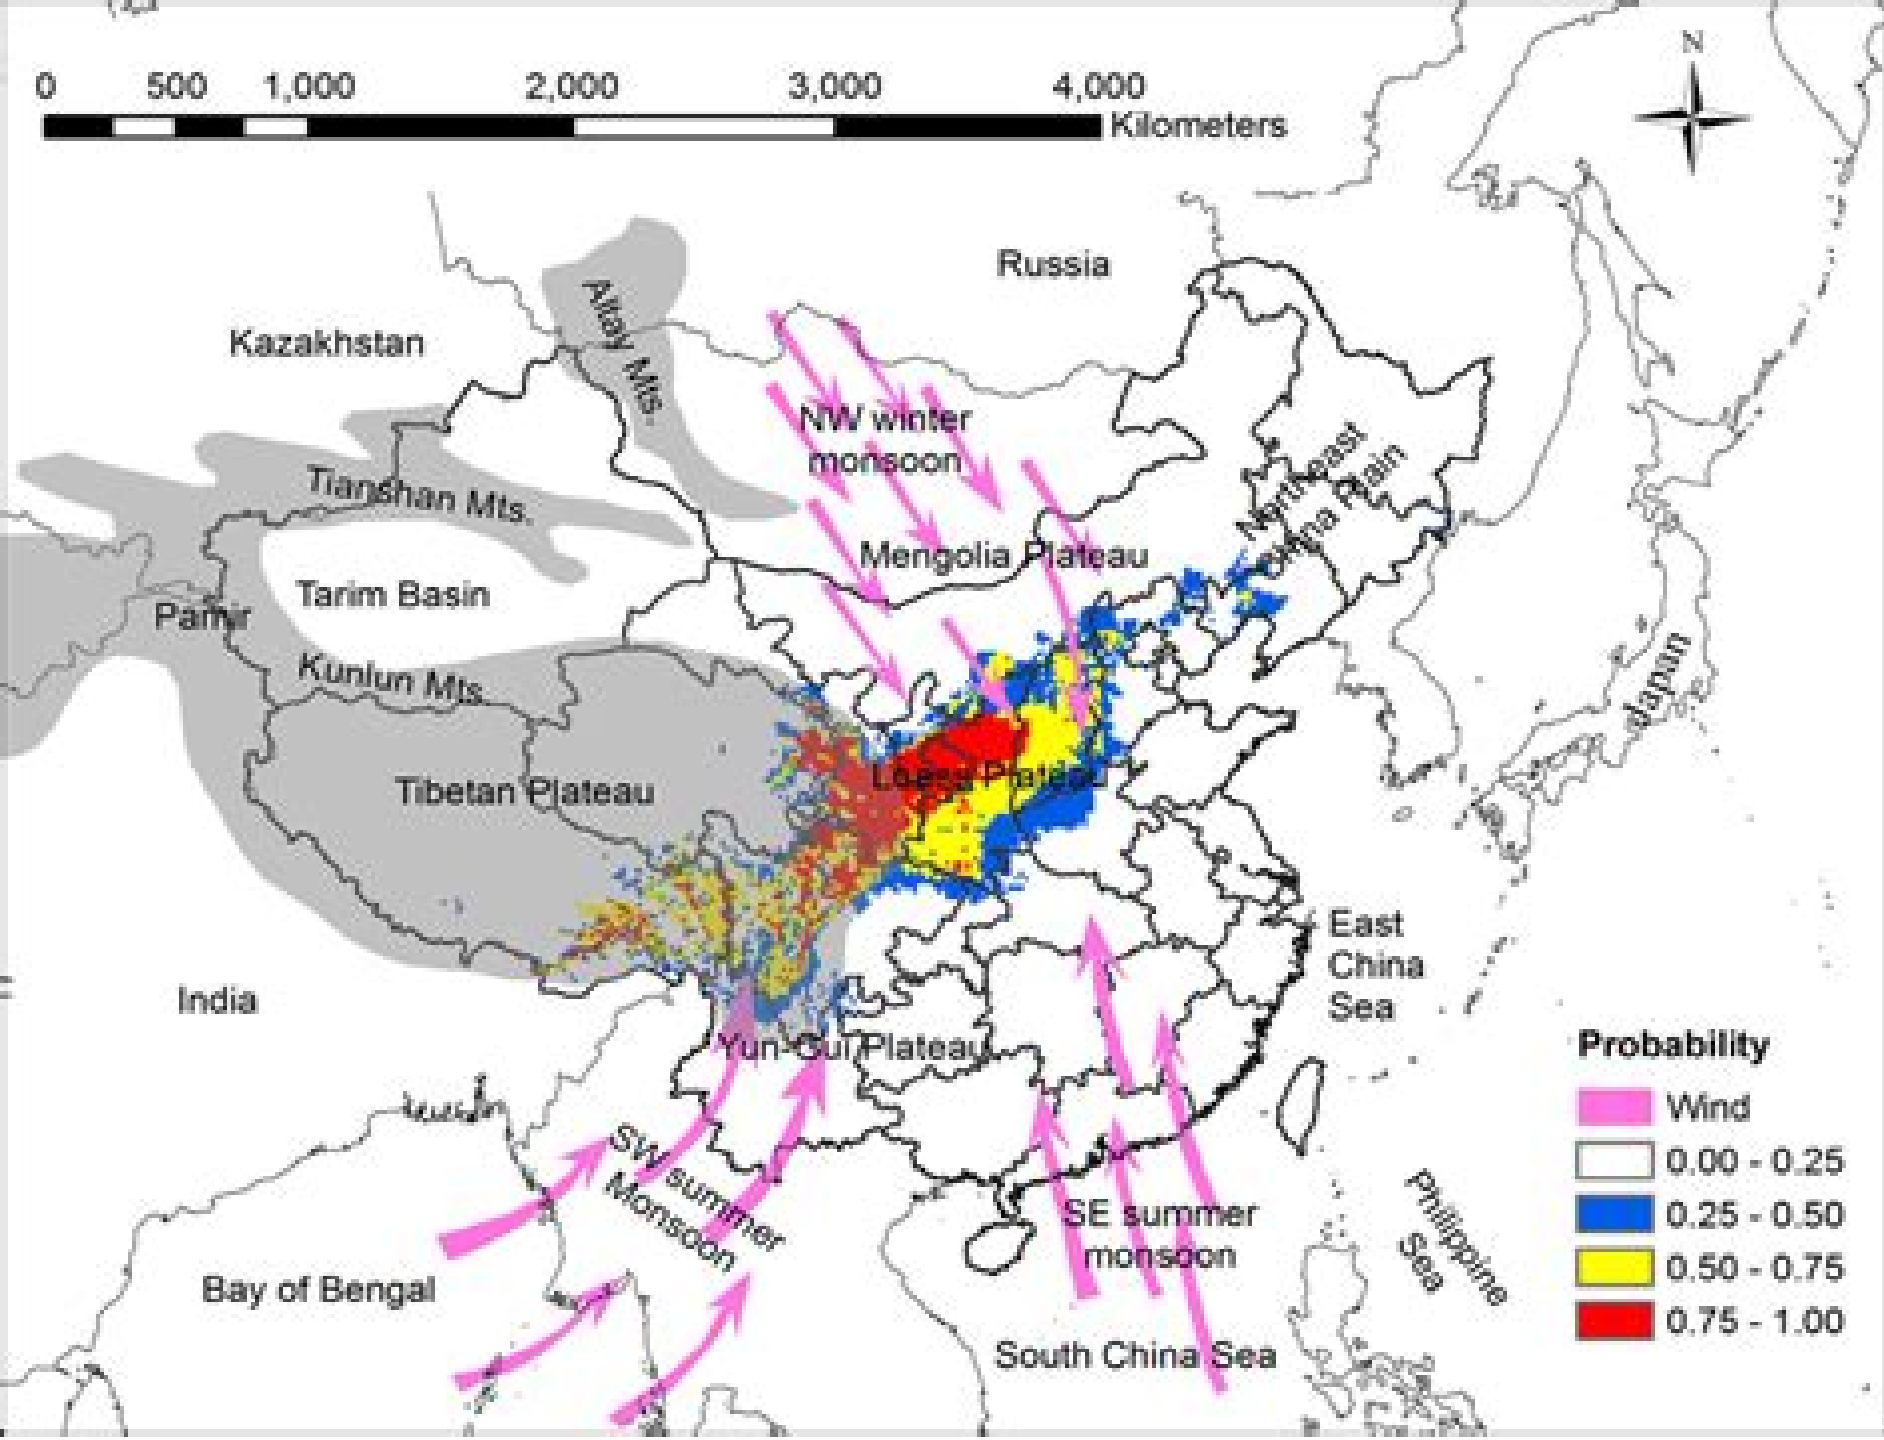 0 500 1,000 2,000 3,000 4,000
Kilometers
N
Russia
Kazakhstan
Altay Mts.
NW winter
monsoon
Northeast
China Plain
Tianshan Mts.
Mengolia Plateau
Tarim Basin
Pamir
Kunlun Mts.
Japan
Loess Plateau
Tibetan Plateau
East
China
Sea
India
Yun-Gui Plateau
SW summer
Monsoon
SE summer
monsoon
Philippine
Sea
Bay of Bengal
South China Sea
Probability
Wind
0.00 - 0.25
0.25 - 0.50
0.50 - 0.75
0.75 - 1.00